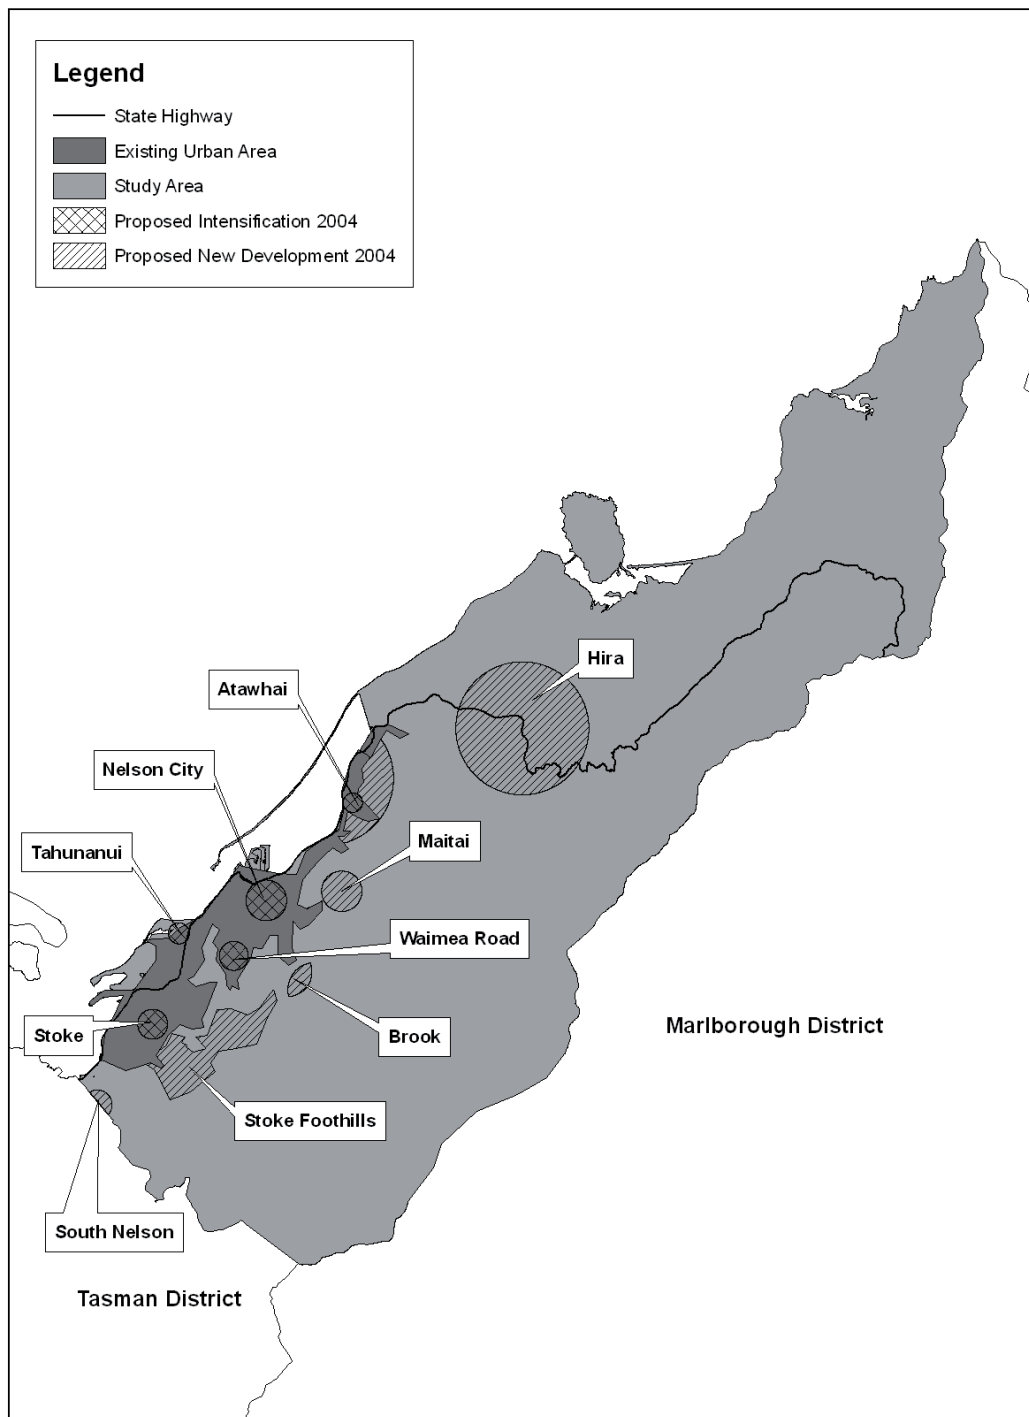 Legend
State Highway
Existing Urban Area
Study Area
Proposed Intensification 2004
Proposed New Development 2004
Hira
Atawhai
Nelson City
Maitai
Tahunanui
Waimea Road
Marlborough District
Stoke
Brook
Stoke Foothills
South Nelson
Tasman District